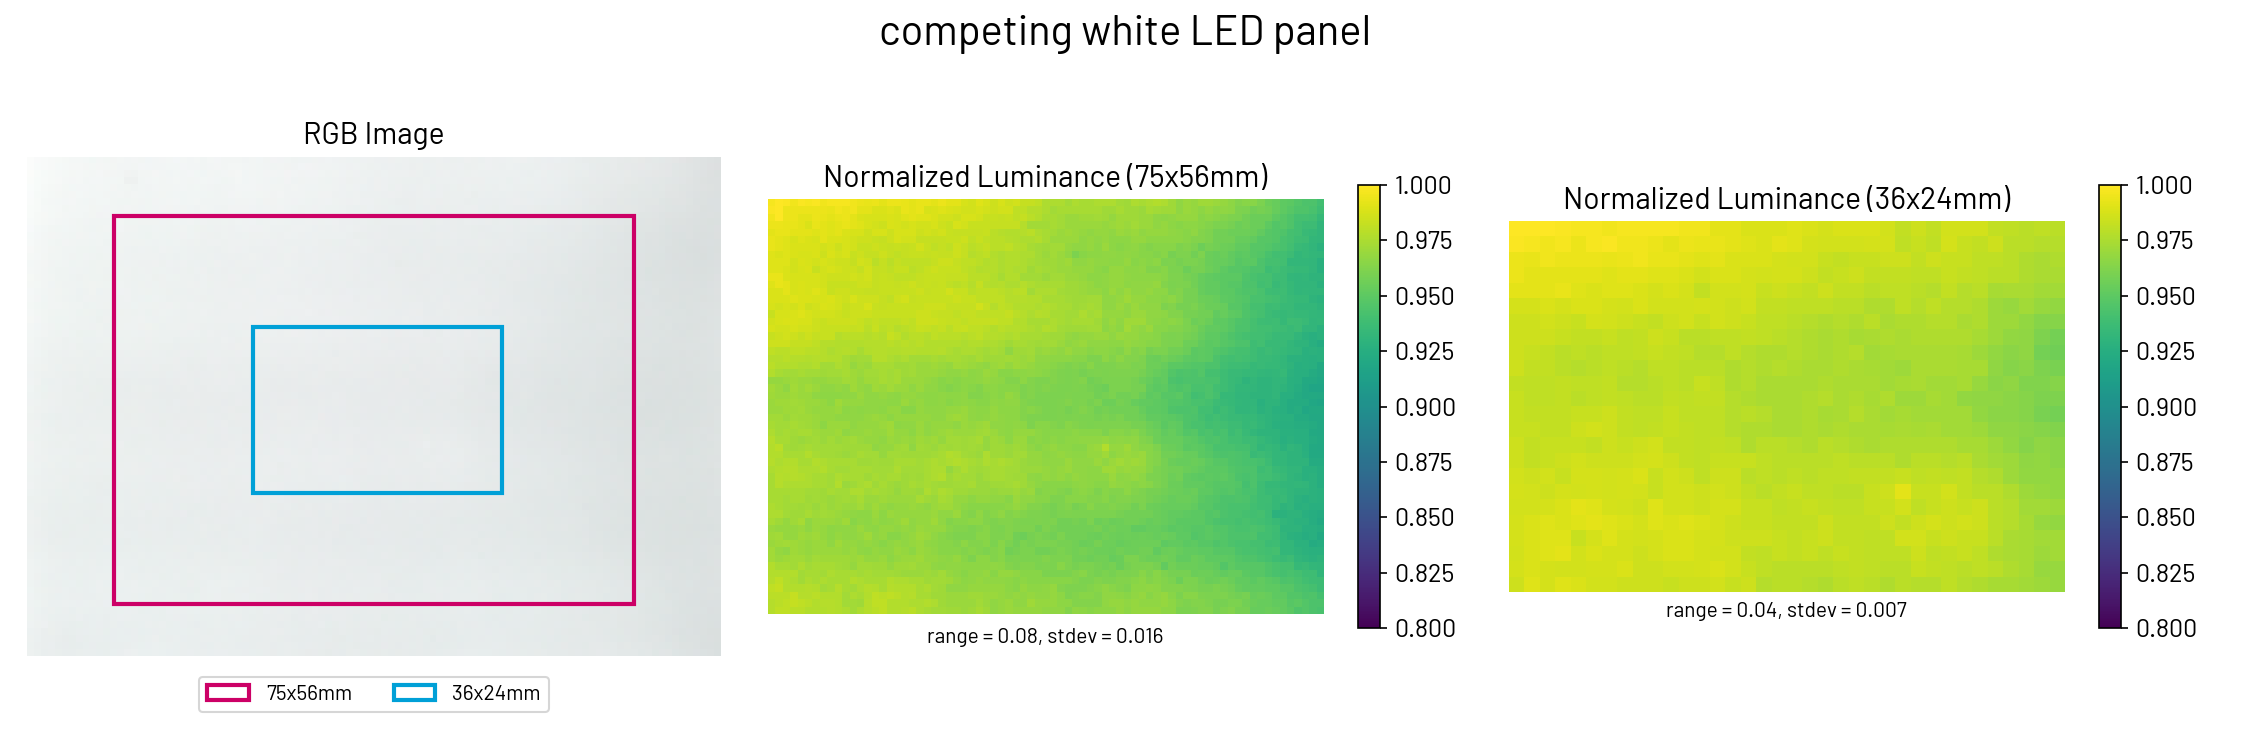 competing white LED panel
RGB Image
75x56mm
36x24mm
Normalized Luminance (75x56mm)
1.000
0.975
0.950
0.925
0.900
0.875
0.850
0.825
0.800
range = 0.08, stdev = 0.016
Normalized Luminance (36x24mm)
1.000
0.975
0.950
0.925
0.900
0.875
0.850
0.825
0.800
range = 0.04, stdev = 0.007